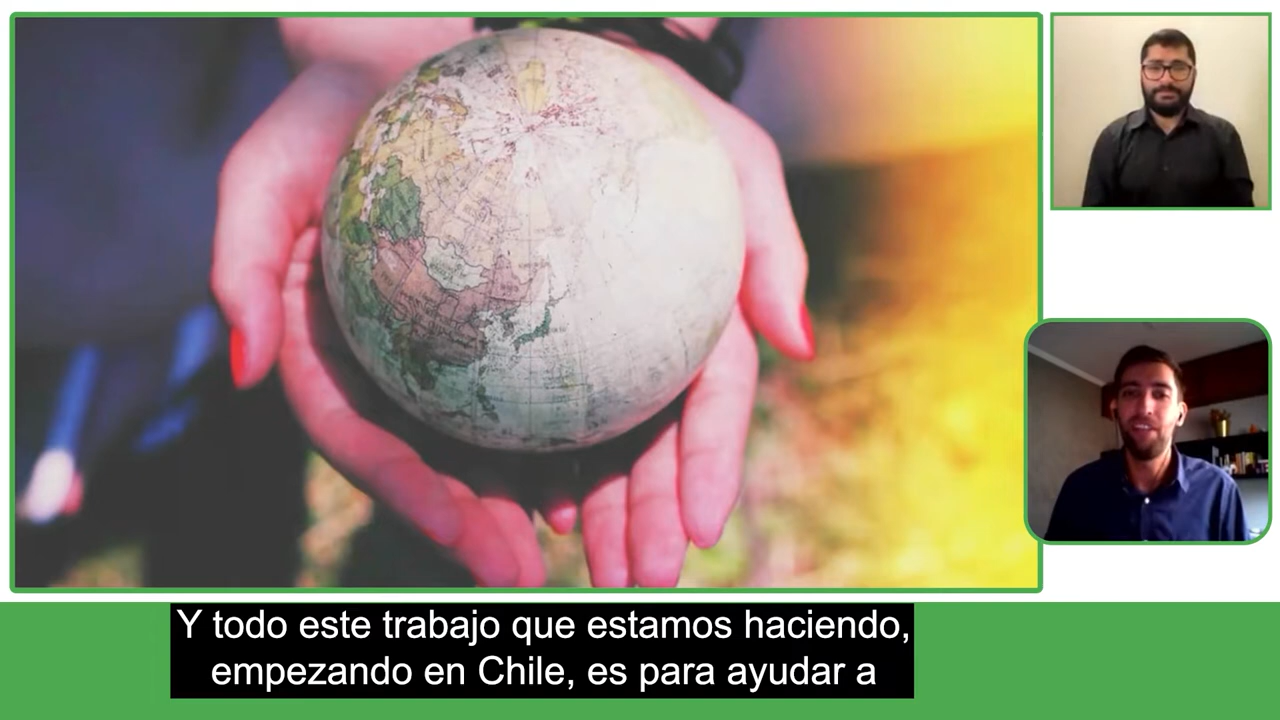 Y todo este trabajo que estamos haciendo,
empezando en Chile, es para ayudar a